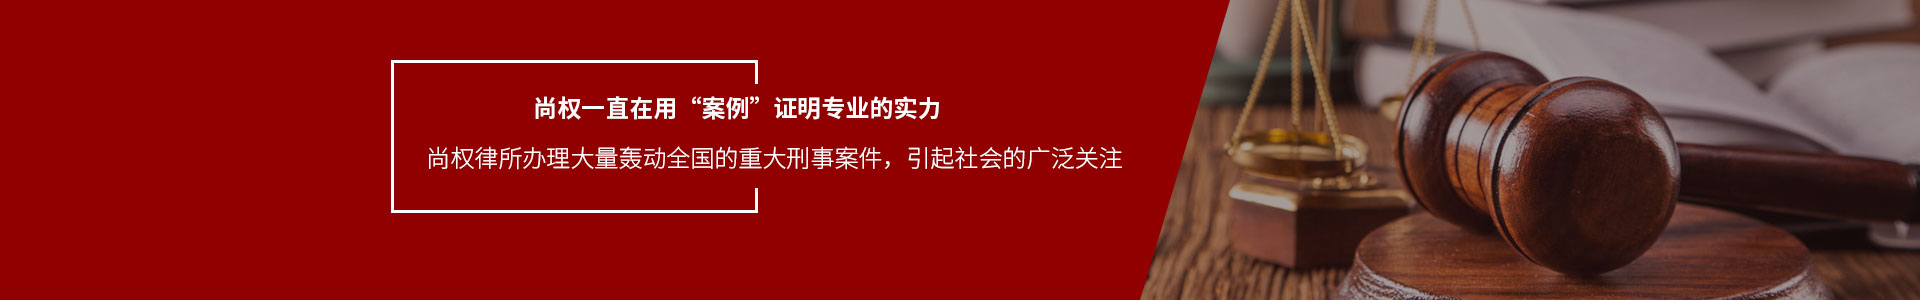 尚权一直在用“案例”证明专业的实力
尚权律所办理大量轰动全国的重大刑事案件，引起社会的广泛关注